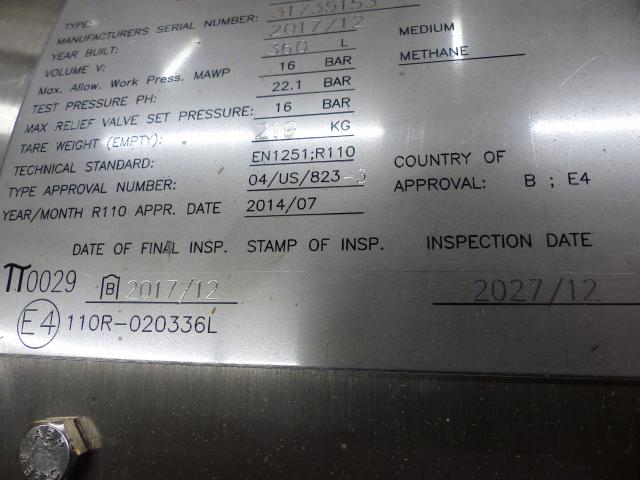 TYPE:
MANUFACTURERS SERIAL NUMBER: 31735153
YEAR BUILT: 2017/12
VOLUME V: 360 L MEDIUM
Max. Allow. Work Press. MAWP 16 BAR METHANE
TEST PRESSURE PH: 22.1 BAR
MAX RELIEF VALVE SET PRESSURE: 16 BAR
TARE WEIGHT (EMPTY): 219 KG
TECHNICAL STANDARD: EN1251;R110 COUNTRY OF
TYPE APPROVAL NUMBER: 04/US/823-3 APPROVAL: B ; E4
YEAR/MONTH R110 APPR. DATE 2014/07
DATE OF FINAL INSP. STAMP OF INSP. INSPECTION DATE
π0029 B 2017/12 2027/12
E4 110R-020336L